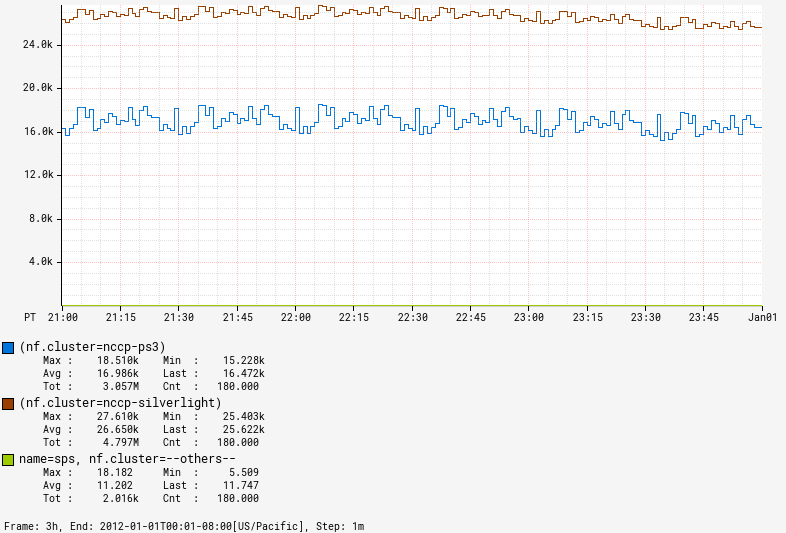 24.0k
20.0k
16.0k
12.0k
8.0k
4.0k
PT 21:00 21:15 21:30 21:45 22:00 22:15 22:30 22:45 23:00 23:15 23:30 23:45 Jan01
(nf.cluster=nccp-ps3)
Max : 18.510k Min : 15.228k
Avg : 16.986k Last : 16.472k
Tot : 3.057M Cnt : 180.000
(nf.cluster=nccp-silverlight)
Max : 27.610k Min : 25.403k
Avg : 26.650k Last : 25.622k
Tot : 4.797M Cnt : 180.000
name=sps, nf.cluster=--others--
Max : 18.182 Min : 5.509
Avg : 11.202 Last : 11.747
Tot : 2.016k Cnt : 180.000
Frame: 3h, End: 2012-01-01T00:01-08:00[US/Pacific], Step: 1m